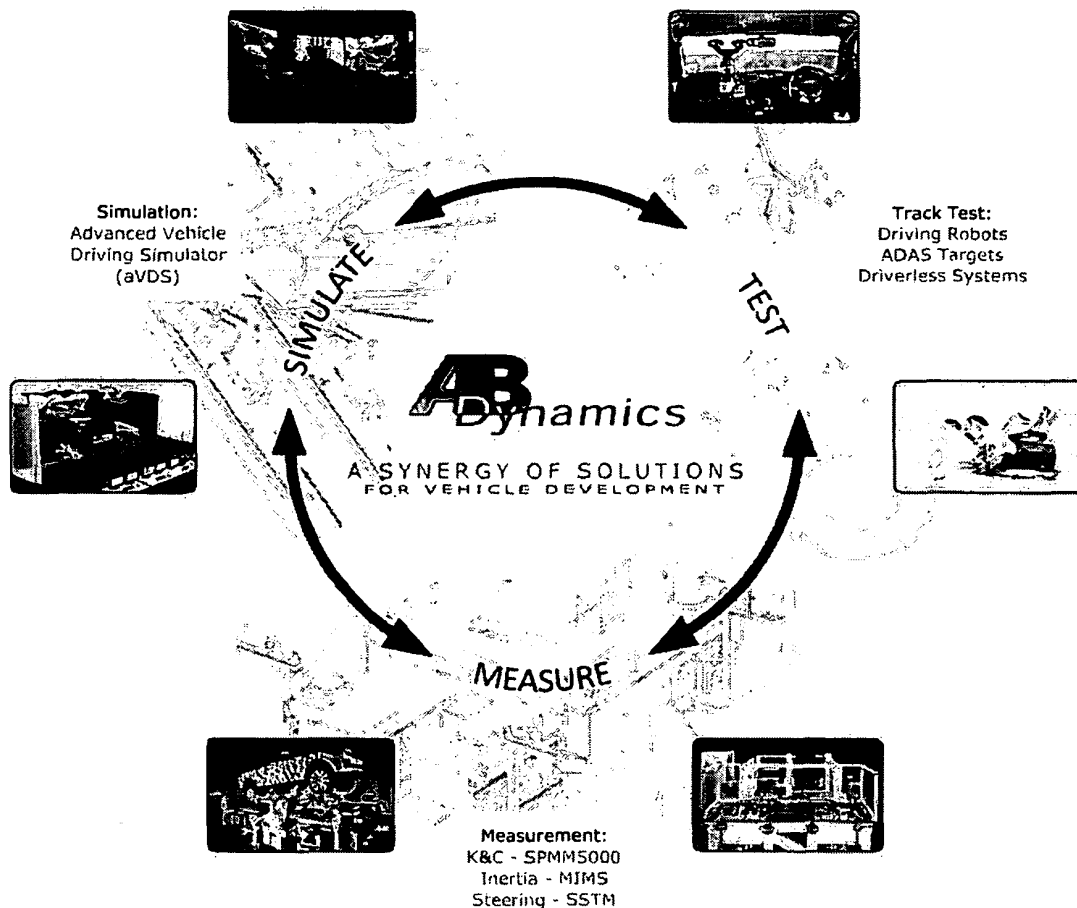 Simulation:
Advanced Vehicle
Driving Simulator
(aVDS)
Track Test:
Driving Robots
ADAS Targets
Driverless Systems
SIMULATE
TEST
AB
Dynamics
A SYNERGY OF SOLUTIONS
FOR VEHICLE DEVELOPMENT
MEASURE
Measurement:
K&C - SPMM5000
Inertia - MIMS
Steering - SSTM